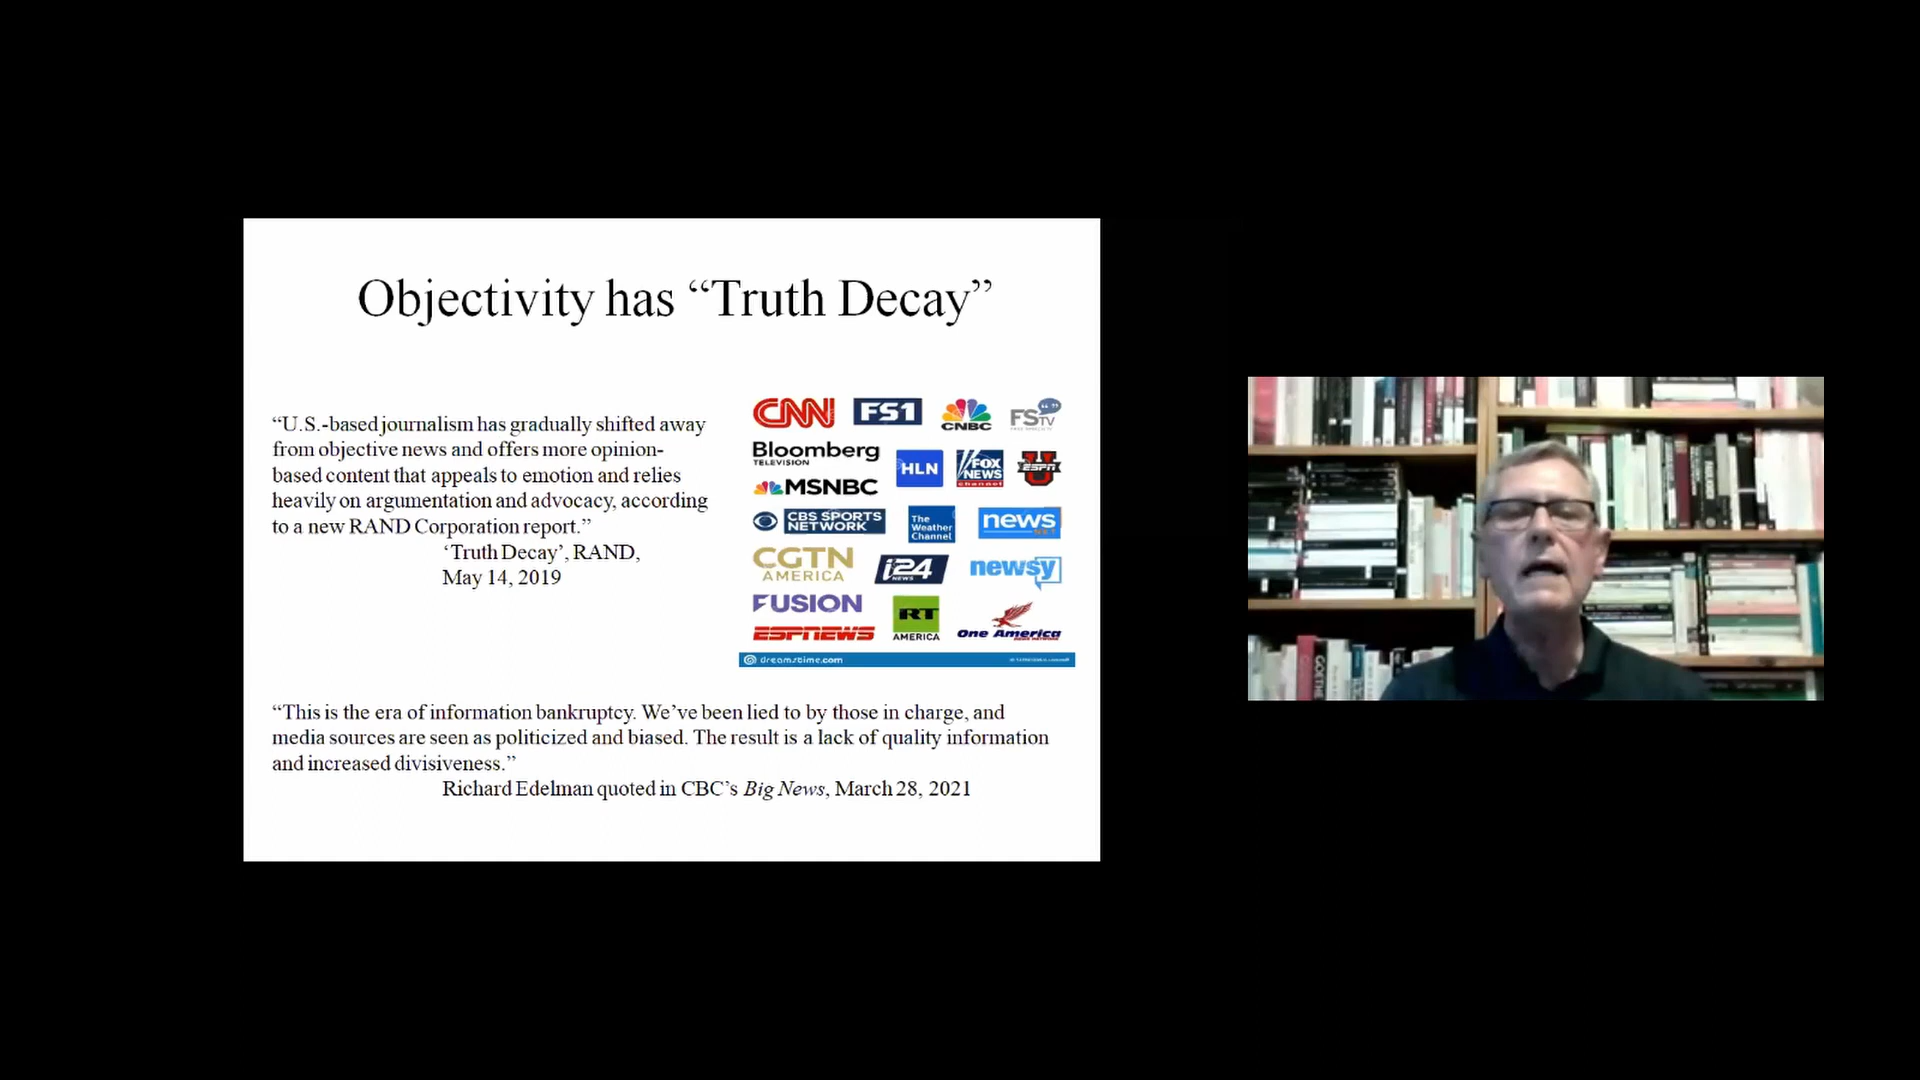 Objectivity has “Truth Decay”
“U.S.-based journalism has gradually shifted away
from objective news and offers more opinion-
based content that appeals to emotion and relies
heavily on argumentation and advocacy, according
to a new RAND Corporation report.”
‘Truth Decay’, RAND,
May 14, 2019
CNN FS1 CNBC FSTV
Bloomberg
TELEVISION
HLN FOX NEWS channel ESPN U
MSNBC
CBS SPORTS NETWORK The Weather Channel news
CGTN AMERICA i24 NEWS newsy
FUSION RT AMERICA One America
ESPNEWS
dreamstime.com
“This is the era of information bankruptcy. We’ve been lied to by those in charge, and
media sources are seen as politicized and biased. The result is a lack of quality information
and increased divisiveness.”
Richard Edelman quoted in CBC’s Big News, March 28, 2021
GOETHE